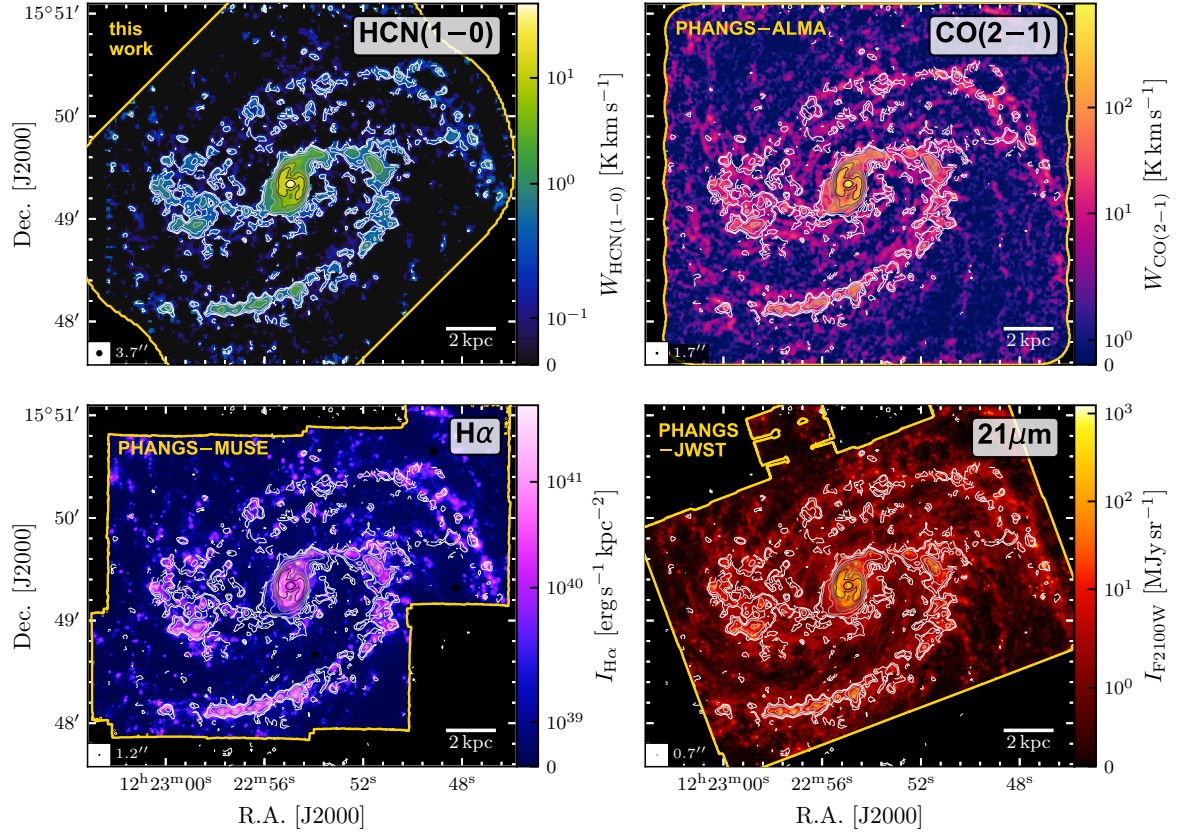 this
work
HCN(1−0)
15°51′
50′
49′
48′
Dec. [J2000]
3.7″
2 kpc
10¹
10⁰
10⁻¹
0
W_HCN(1−0) [K km s⁻¹]
PHANGS−ALMA
CO(2−1)
1.7″
2 kpc
10²
10¹
10⁰
0
W_CO(2−1) [K km s⁻¹]
PHANGS−MUSE
Hα
15°51′
50′
49′
48′
Dec. [J2000]
1.2″
2 kpc
10⁴¹
10⁴⁰
10³⁹
0
I_Hα [erg s⁻¹ kpc⁻²]
12ʰ23ᵐ00ˢ
22ᵐ56ˢ
52ˢ
48ˢ
R.A. [J2000]
PHANGS
−JWST
21μm
0.7″
2 kpc
10³
10²
10¹
10⁰
0
I_F2100W [MJy sr⁻¹]
12ʰ23ᵐ00ˢ
22ᵐ56ˢ
52ˢ
48ˢ
R.A. [J2000]